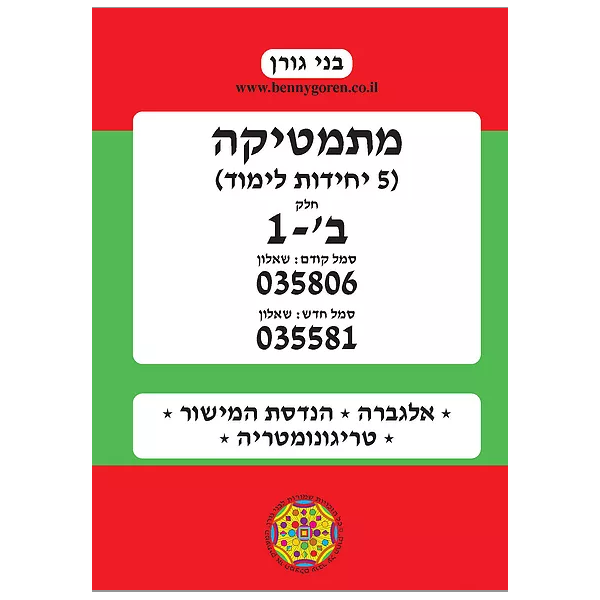 בני גורן
www.bennygoren.co.il
מתמטיקה
(5 יחידות לימוד)
חלק
ב'-1
סמל קודם: שאלון
035806
סמל חדש: שאלון
035581
* אלגברה * הנדסת המישור *
* טריגונומטריה *